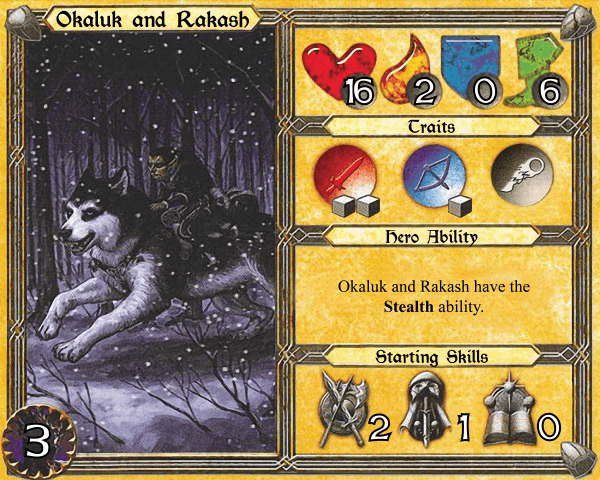 Okaluk and Rakash
16 2 0 6
Traits
Hero Ability
Okaluk and Rakash have the
Stealth ability.
Starting Skills
2 1 0
3